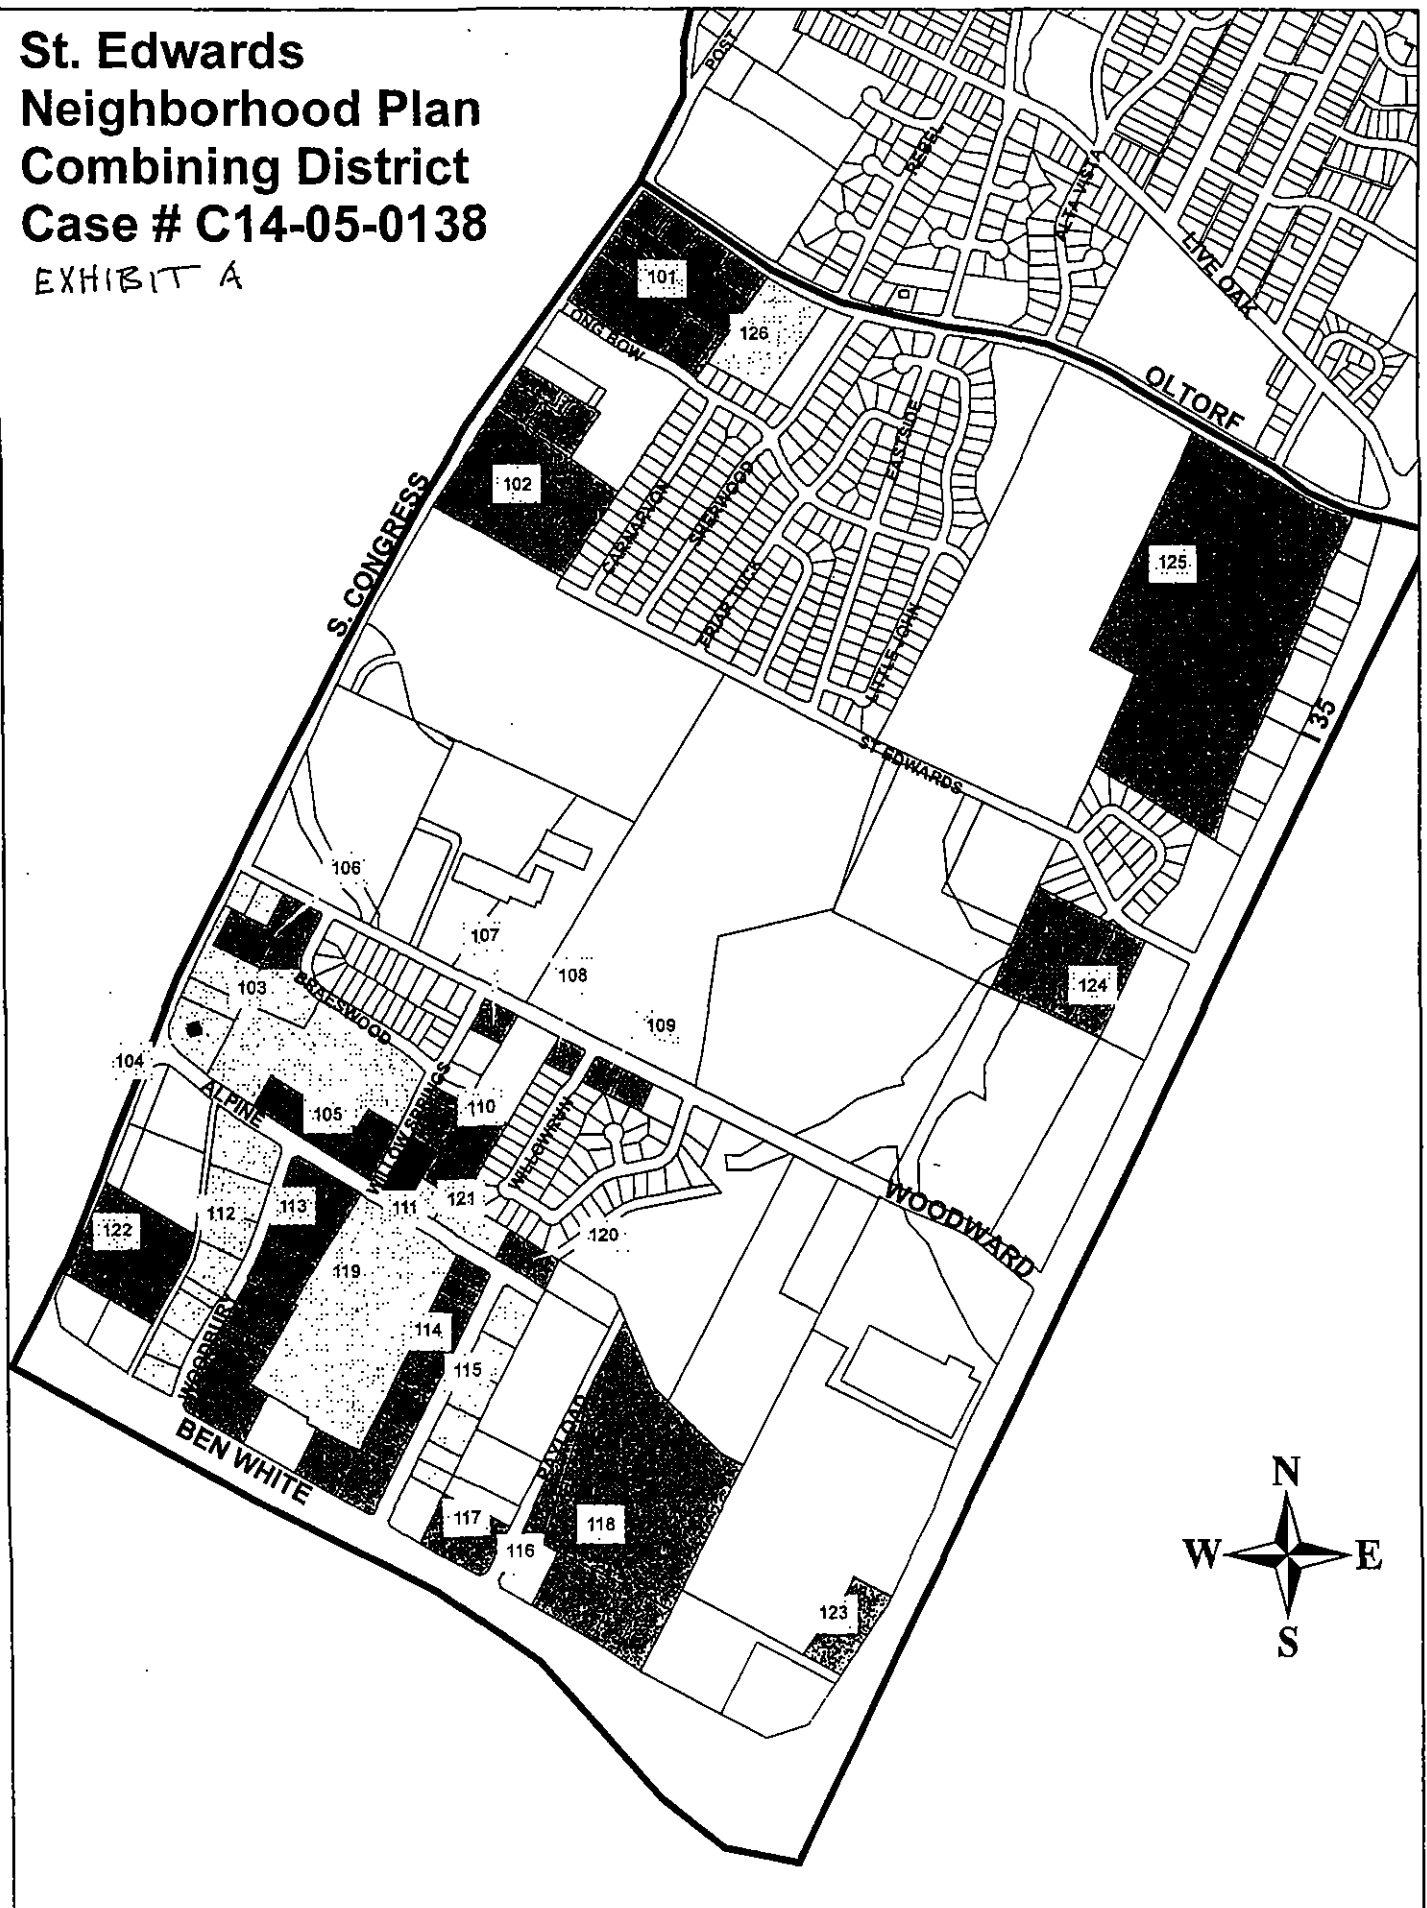 St. Edwards
Neighborhood Plan
Combining District
Case # C14-05-0138
EXHIBIT A
POST
REBEL
ALTA VISTA
LIVE OAK
101
126
LONG BOW
OLTORF
EASTSIDE
102
CARNARVON
SHERWOOD
S. CONGRESS
125
FRIAR TUCK
LITTLE JOHN
I 35
ST EDWARDS
106
107
108
103
BRAESWOOD
109
124
104
ALPINE
105
WILLOW SPRINGS
110
WILLOWRUN
WOODWARD
113
112
111
121
122
120
119
114
115
WOODBURY
PAYLOAD
BEN WHITE
117
118
116
123
N
W
E
S